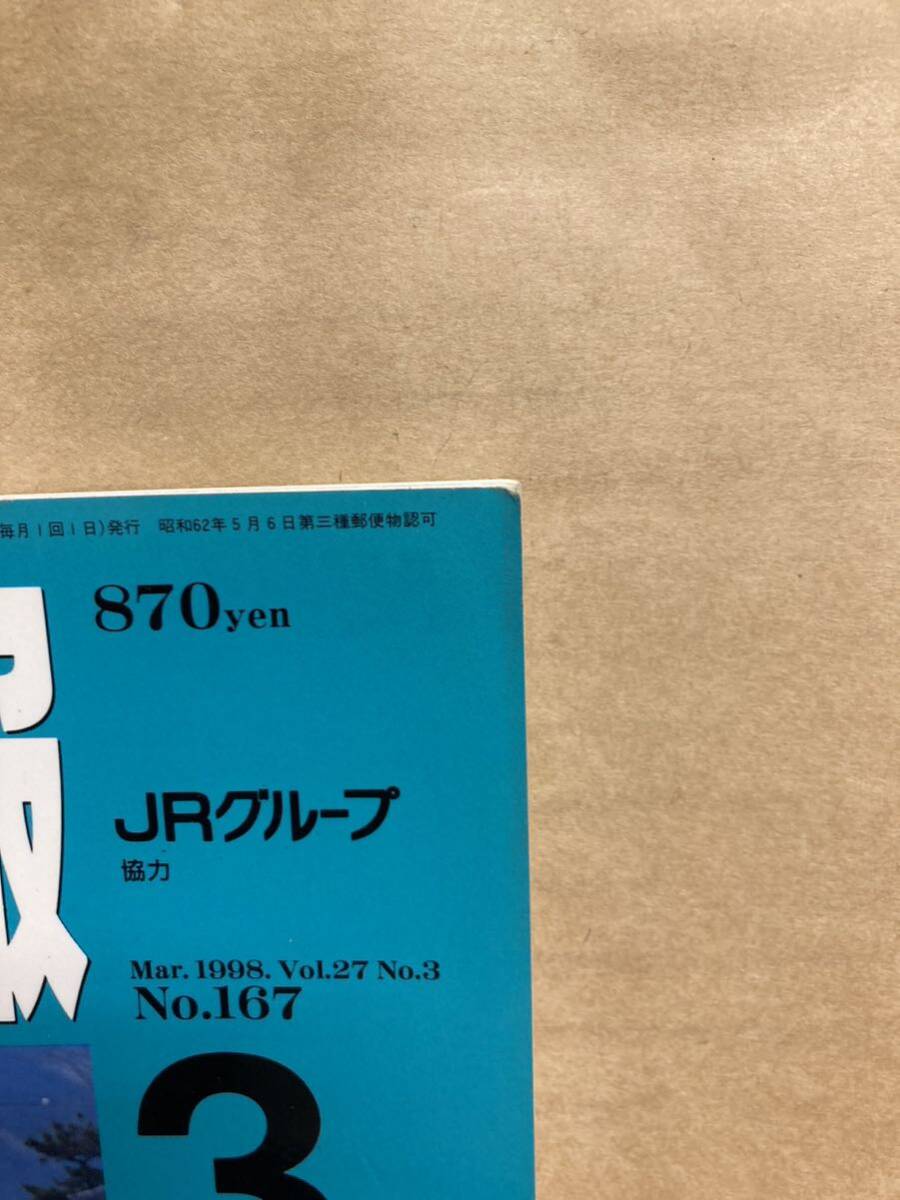 毎月1回1日)発行 昭和62年5月6日第三種郵便物認可
870yen
JRグループ
協力
Mar. 1998. Vol.27 No.3
No.167
3